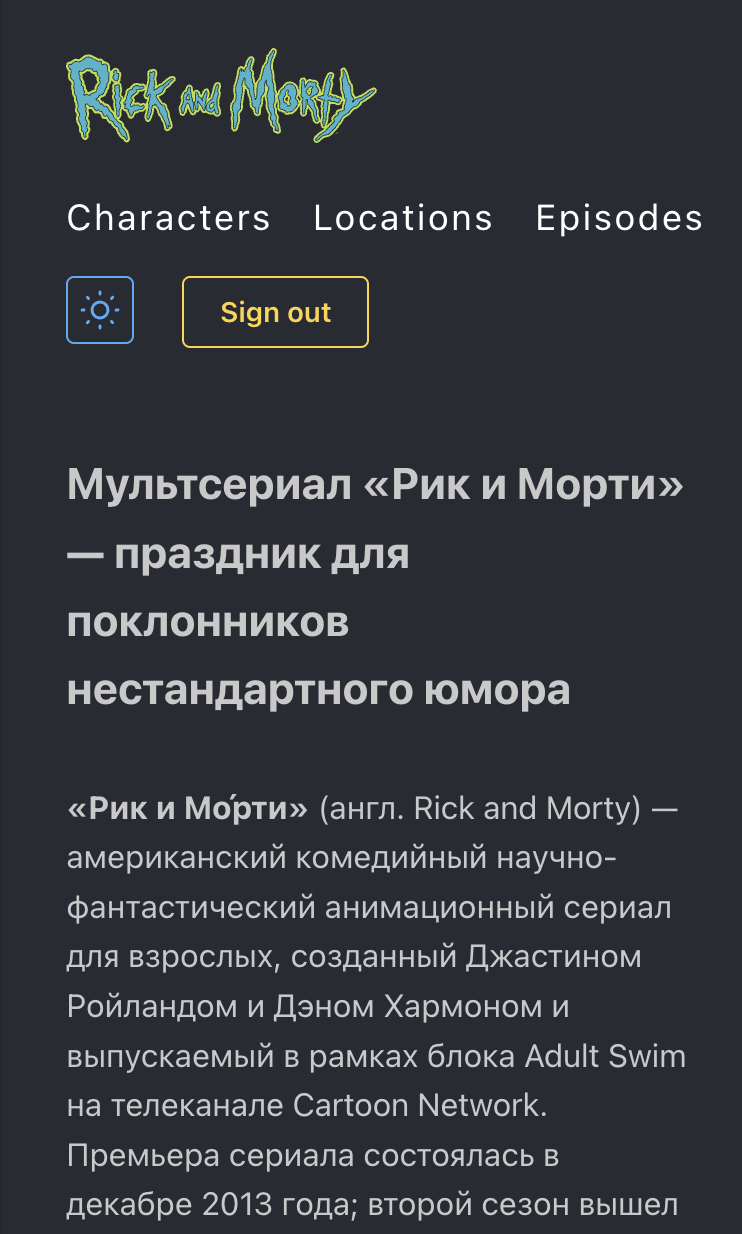 Rick and Morty
Characters Locations Episodes
Sign out
Мультсериал «Рик и Морти»
— праздник для
поклонников
нестандартного юмора
«Рик и Мо́рти» (англ. Rick and Morty) —
американский комедийный научно-
фантастический анимационный сериал
для взрослых, созданный Джастином
Ройландом и Дэном Хармоном и
выпускаемый в рамках блока Adult Swim
на телеканале Cartoon Network.
Премьера сериала состоялась в
декабре 2013 года; второй сезон вышел